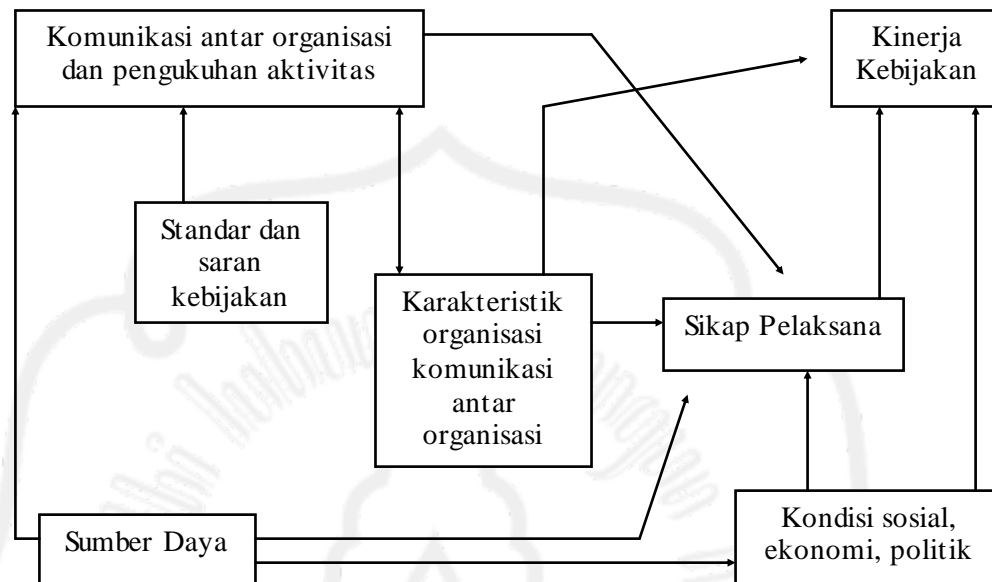 Komunikasi antar organisasi
dan pengukuhan aktivitas
Kinerja
Kebijakan
Standar dan
saran
kebijakan
Karakteristik
organisasi
komunikasi
antar
organisasi
Sikap Pelaksana
Sumber Daya
Kondisi sosial,
ekonomi, politik